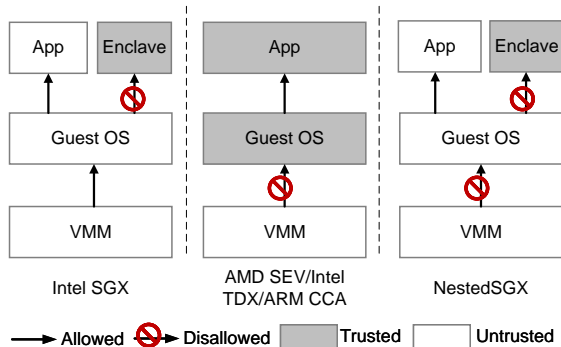 App
Enclave
Guest OS
VMM
Intel SGX
App
Guest OS
VMM
AMD SEV/Intel
TDX/ARM CCA
App
Enclave
Guest OS
VMM
NestedSGX
Allowed
Disallowed
Trusted
Untrusted